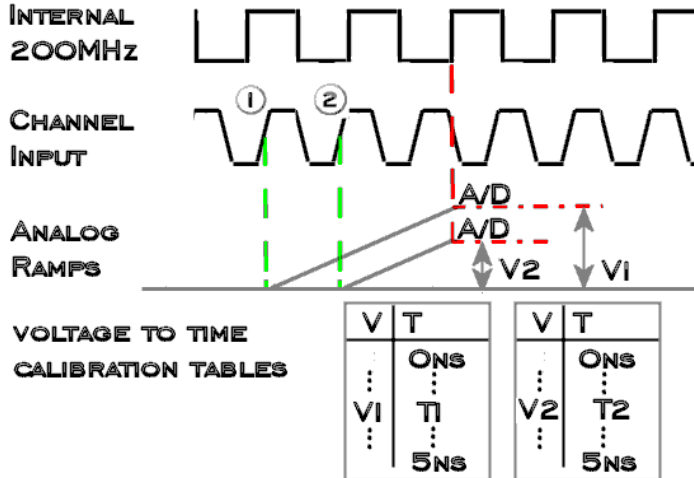 INTERNAL
200MHZ
1 2
CHANNEL
INPUT
A/D
A/D
ANALOG
RAMPS
V2 V1
VOLTAGE TO TIME
CALIBRATION TABLES
V T
0NS
V1 T1
5NS
V T
0NS
V2 T2
5NS